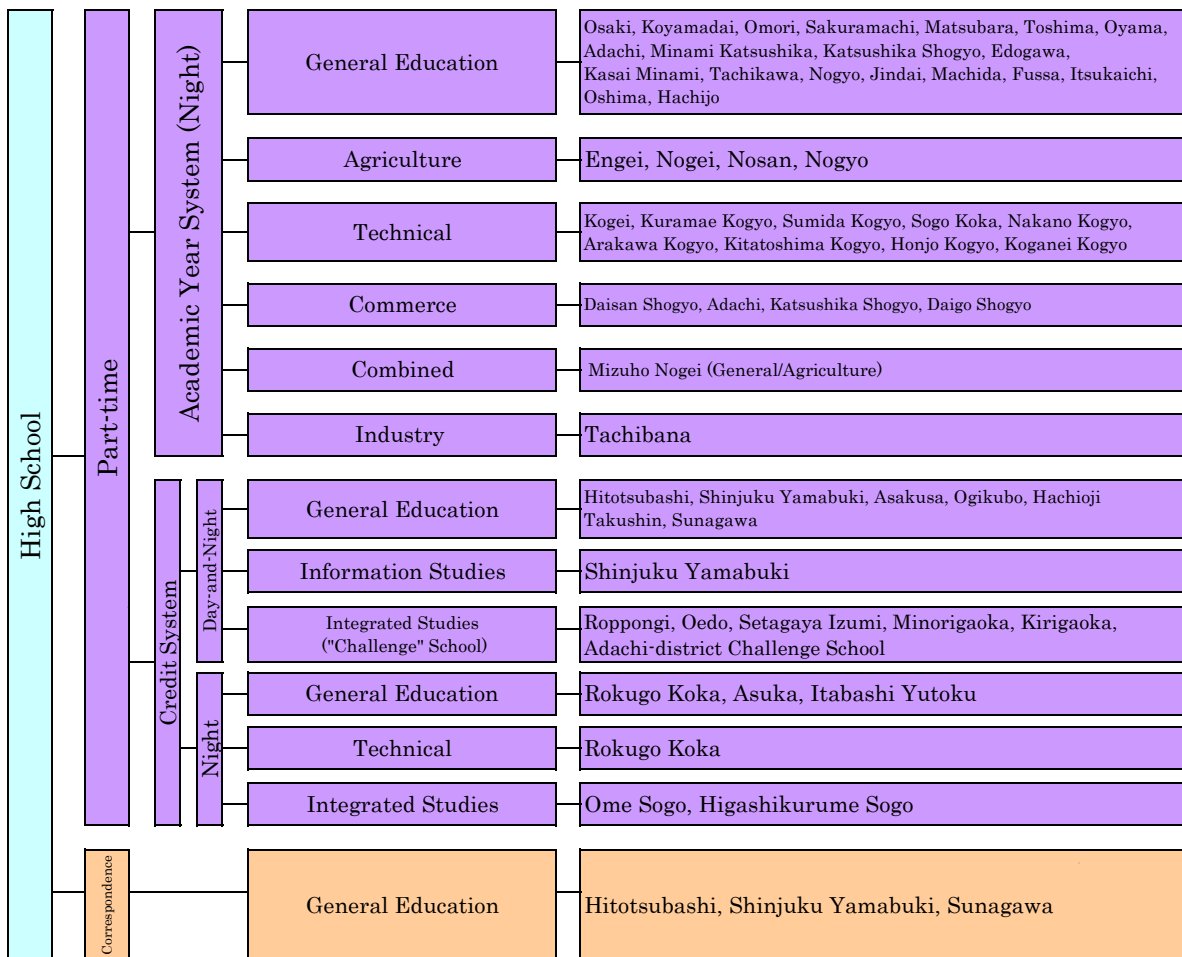 High School
Part-time
Academic Year System (Night)
General Education
Osaki, Koyamadai, Omori, Sakuramachi, Matsubara, Toshima, Oyama,
Adachi, Minami Katsushika, Katsushika Shogyo, Edogawa,
Kasai Minami, Tachikawa, Nogyo, Jindai, Machida, Fussa, Itsukaichi,
Oshima, Hachijo
Agriculture
Engei, Nogei, Nosan, Nogyo
Technical
Kogei, Kuramae Kogyo, Sumida Kogyo, Sogo Koka, Nakano Kogyo,
Arakawa Kogyo, Kitatoshima Kogyo, Honjo Kogyo, Koganei Kogyo
Commerce
Daisan Shogyo, Adachi, Katsushika Shogyo, Daigo Shogyo
Combined
Mizuho Nogei (General/Agriculture)
Industry
Tachibana
Credit System
Day-and-Night
General Education
Hitotsubashi, Shinjuku Yamabuki, Asakusa, Ogikubo, Hachioji
Takushin, Sunagawa
Information Studies
Shinjuku Yamabuki
Integrated Studies
("Challenge" School)
Roppongi, Oedo, Setagaya Izumi, Minorigaoka, Kirigaoka,
Adachi-district Challenge School
Night
General Education
Rokugo Koka, Asuka, Itabashi Yutoku
Technical
Rokugo Koka
Integrated Studies
Ome Sogo, Higashikurume Sogo
Correspondence
General Education
Hitotsubashi, Shinjuku Yamabuki, Sunagawa